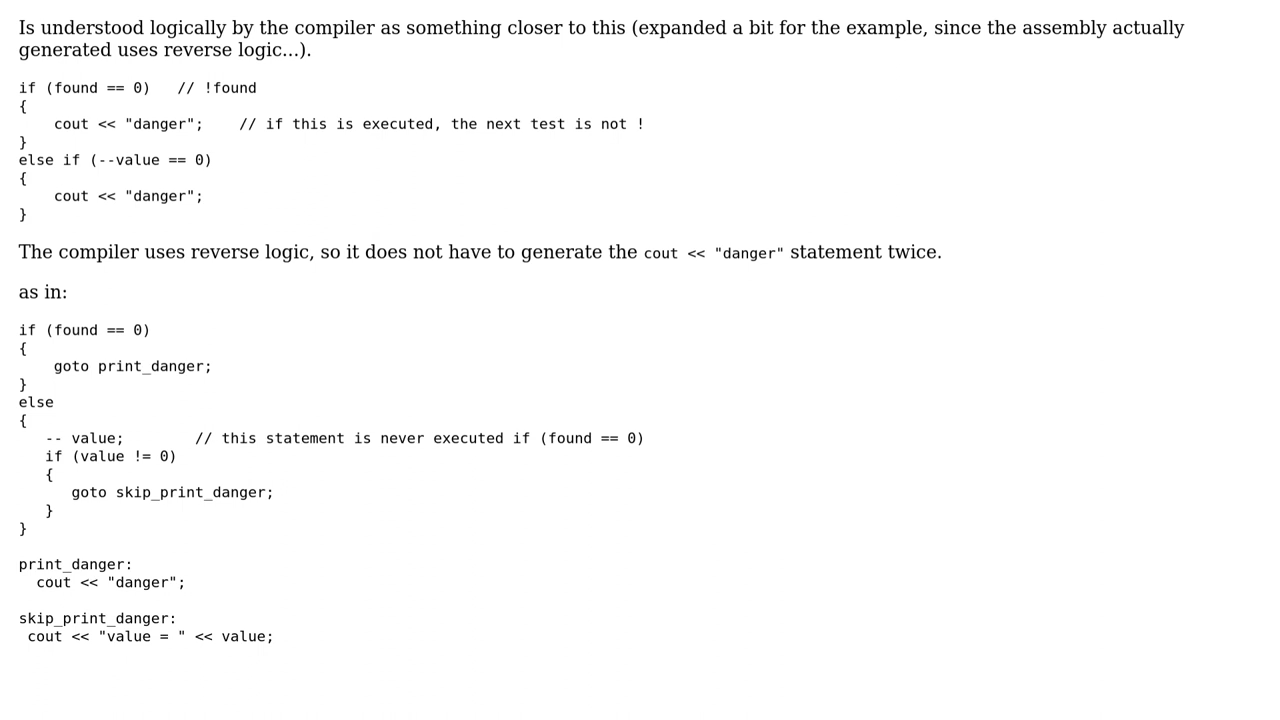 Is understood logically by the compiler as something closer to this (expanded a bit for the example, since the assembly actually
generated uses reverse logic...).
if (found == 0)   // !found
{
    cout << "danger";    // if this is executed, the next test is not !
}
else if (--value == 0)
{
    cout << "danger";
}
The compiler uses reverse logic, so it does not have to generate the cout << "danger" statement twice.
as in:
if (found == 0)
{
    goto print_danger;
}
else
{
   -- value;        // this statement is never executed if (found == 0)
   if (value != 0)
   {
      goto skip_print_danger;
   }
}
print_danger:
  cout << "danger";
skip_print_danger:
 cout << "value = " << value;